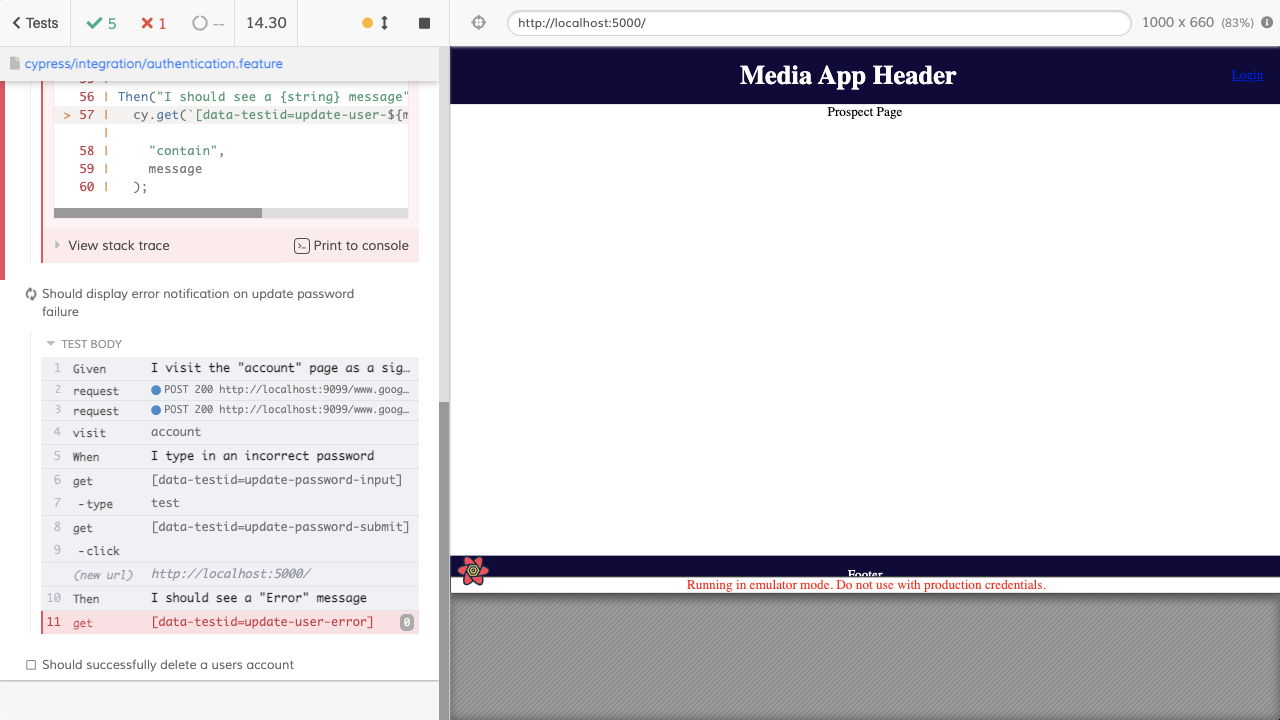 Tests
5
1
--
14.30
http://localhost:5000/
1000 x 660 (83%)
cypress/integration/authentication.feature
56 | Then("I should see a {string} message"
> 57 | cy.get(`[data-testid=update-user-${m
|
58 | "contain",
59 | message
60 | );
View stack trace
Print to console
Should display error notification on update password
failure
TEST BODY
1 Given I visit the "account" page as a sig…
2 request POST 200 http://localhost:9099/www.goog…
3 request POST 200 http://localhost:9099/www.goog…
4 visit account
5 When I type in an incorrect password
6 get [data-testid=update-password-input]
7 -type test
8 get [data-testid=update-password-submit]
9 -click
(new url) http://localhost:5000/
10 Then I should see a "Error" message
11 get [data-testid=update-user-error] 0
Should successfully delete a users account
Media App Header
Login
Prospect Page
Footer
Running in emulator mode. Do not use with production credentials.